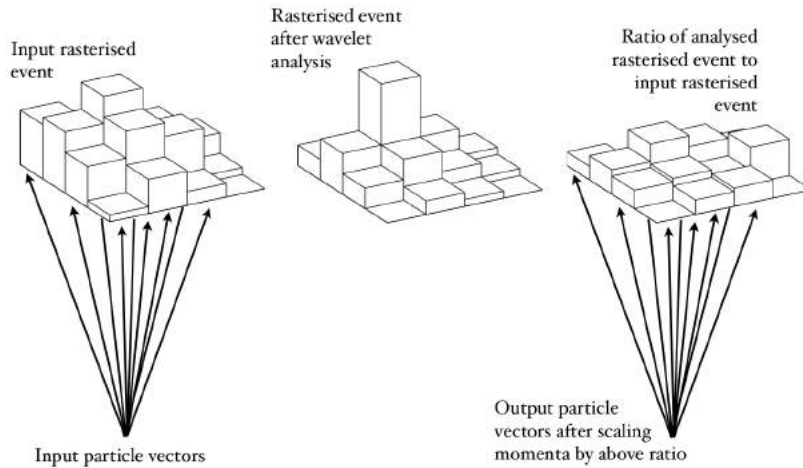 Input rasterised
event
Rasterised event
after wavelet
analysis
Ratio of analysed
rasterised event to
input rasterised
event
Input particle vectors
Output particle
vectors after scaling
momenta by above ratio